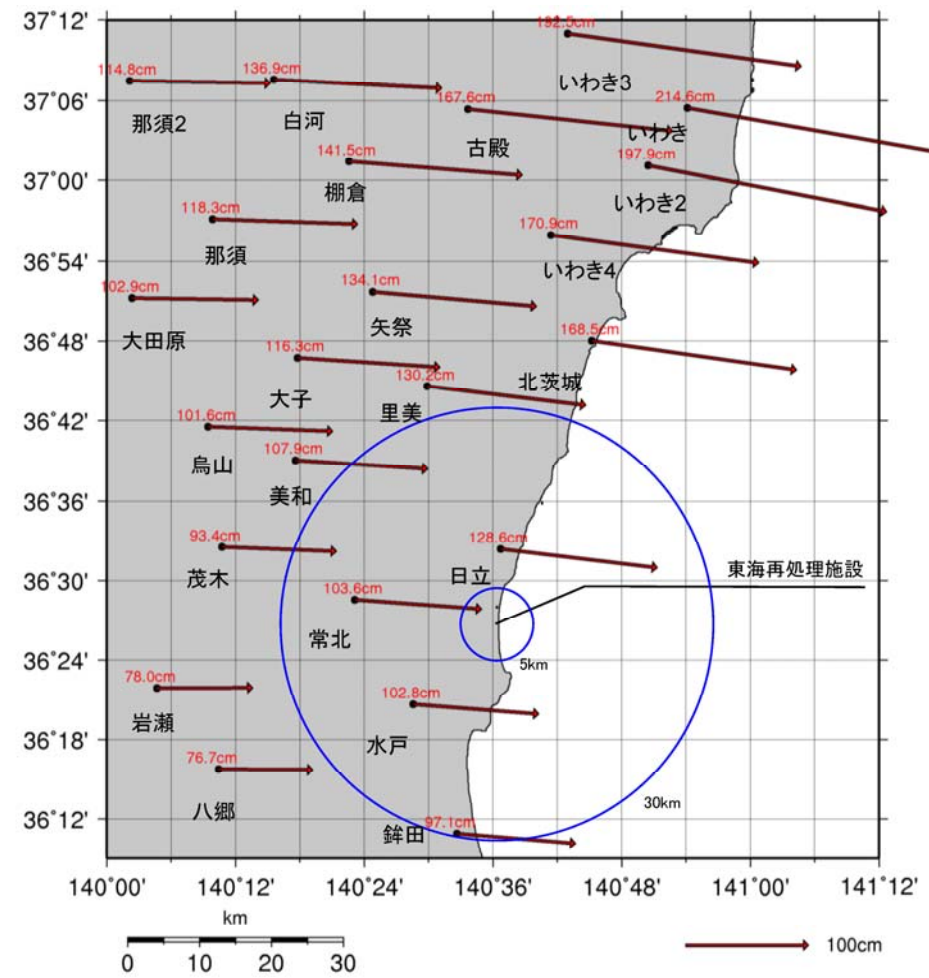 37°12'
192.5cm
いわき3
114.8cm
那須2
136.9cm
白河
37°06'
167.6cm
古殿
214.6cm
いわき
141.5cm
棚倉
197.9cm
いわき2
37°00'
118.3cm
那須
170.9cm
いわき4
36°54'
102.9cm
大田原
134.1cm
矢祭
36°48'
168.5cm
北茨城
116.3cm
大子
130.2cm
里美
36°42'
101.6cm
烏山
107.9cm
美和
36°36'
93.4cm
茂木
128.6cm
日立
東海再処理施設
36°30'
103.6cm
常北
36°24'
5km
78.0cm
岩瀬
102.8cm
水戸
36°18'
76.7cm
八郷
30km
36°12'
97.1cm
鉾田
140°00' 140°12' 140°24' 140°36' 140°48' 141°00' 141°12'
km
0 10 20 30
100cm